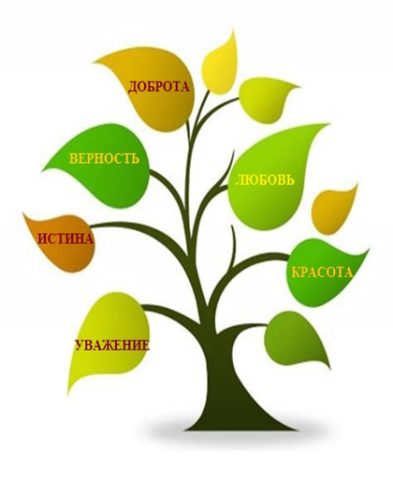 ДОБРОТА
ВЕРНОСТЬ
ЛЮБОВЬ
ИСТИНА
КРАСОТА
УВАЖЕНИЕ